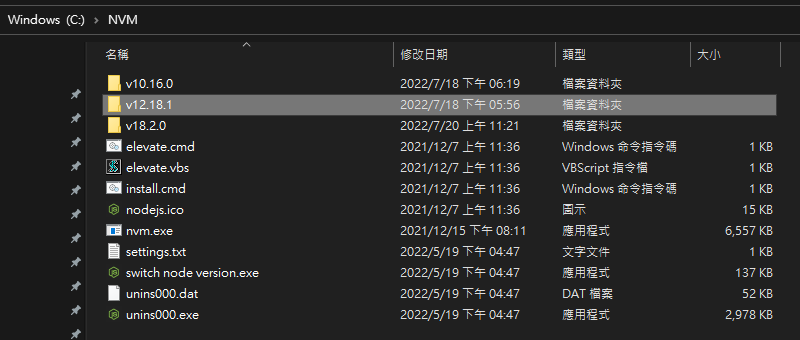 Windows (C:) > NVM
名稱 修改日期 類型 大小
v10.16.0 2022/7/18 下午 06:19 檔案資料夾
v12.18.1 2022/7/18 下午 05:56 檔案資料夾
v18.2.0 2022/7/20 上午 11:21 檔案資料夾
elevate.cmd 2021/12/7 上午 11:36 Windows 命令指令碼 1 KB
elevate.vbs 2021/12/7 上午 11:36 VBScript 指令檔 1 KB
install.cmd 2021/12/7 上午 11:36 Windows 命令指令碼 1 KB
nodejs.ico 2021/12/7 上午 11:36 圖示 15 KB
nvm.exe 2021/12/15 下午 08:11 應用程式 6,557 KB
settings.txt 2022/5/19 下午 04:47 文字文件 1 KB
switch node version.exe 2022/5/19 下午 04:47 應用程式 137 KB
unins000.dat 2022/5/19 下午 04:47 DAT 檔案 52 KB
unins000.exe 2022/5/19 下午 04:47 應用程式 2,978 KB